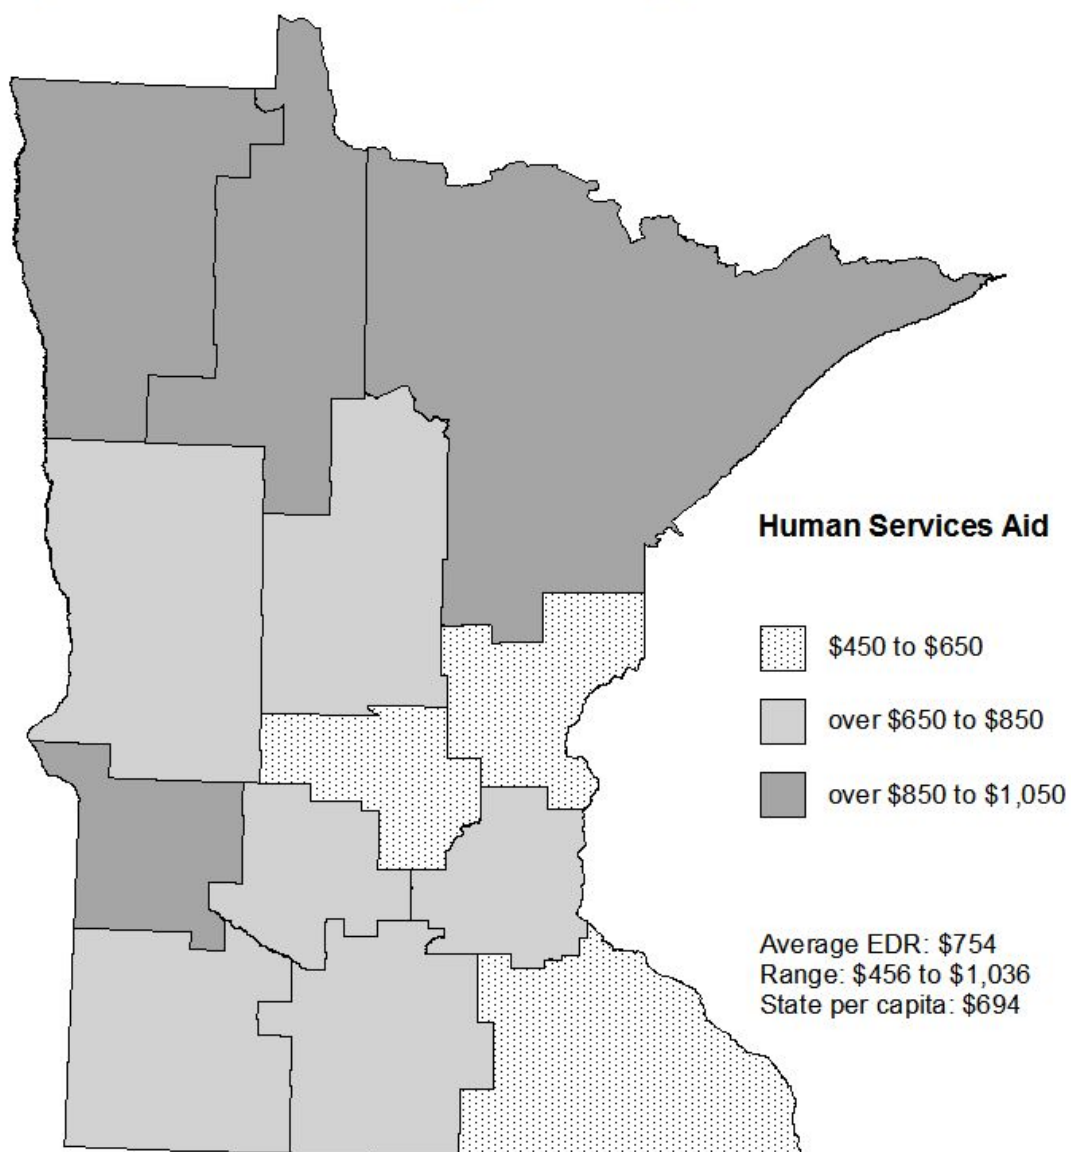 Human Services Aid
$450 to $650
over $650 to $850
over $850 to $1,050
Average EDR: $754
Range: $456 to $1,036
State per capita: $694